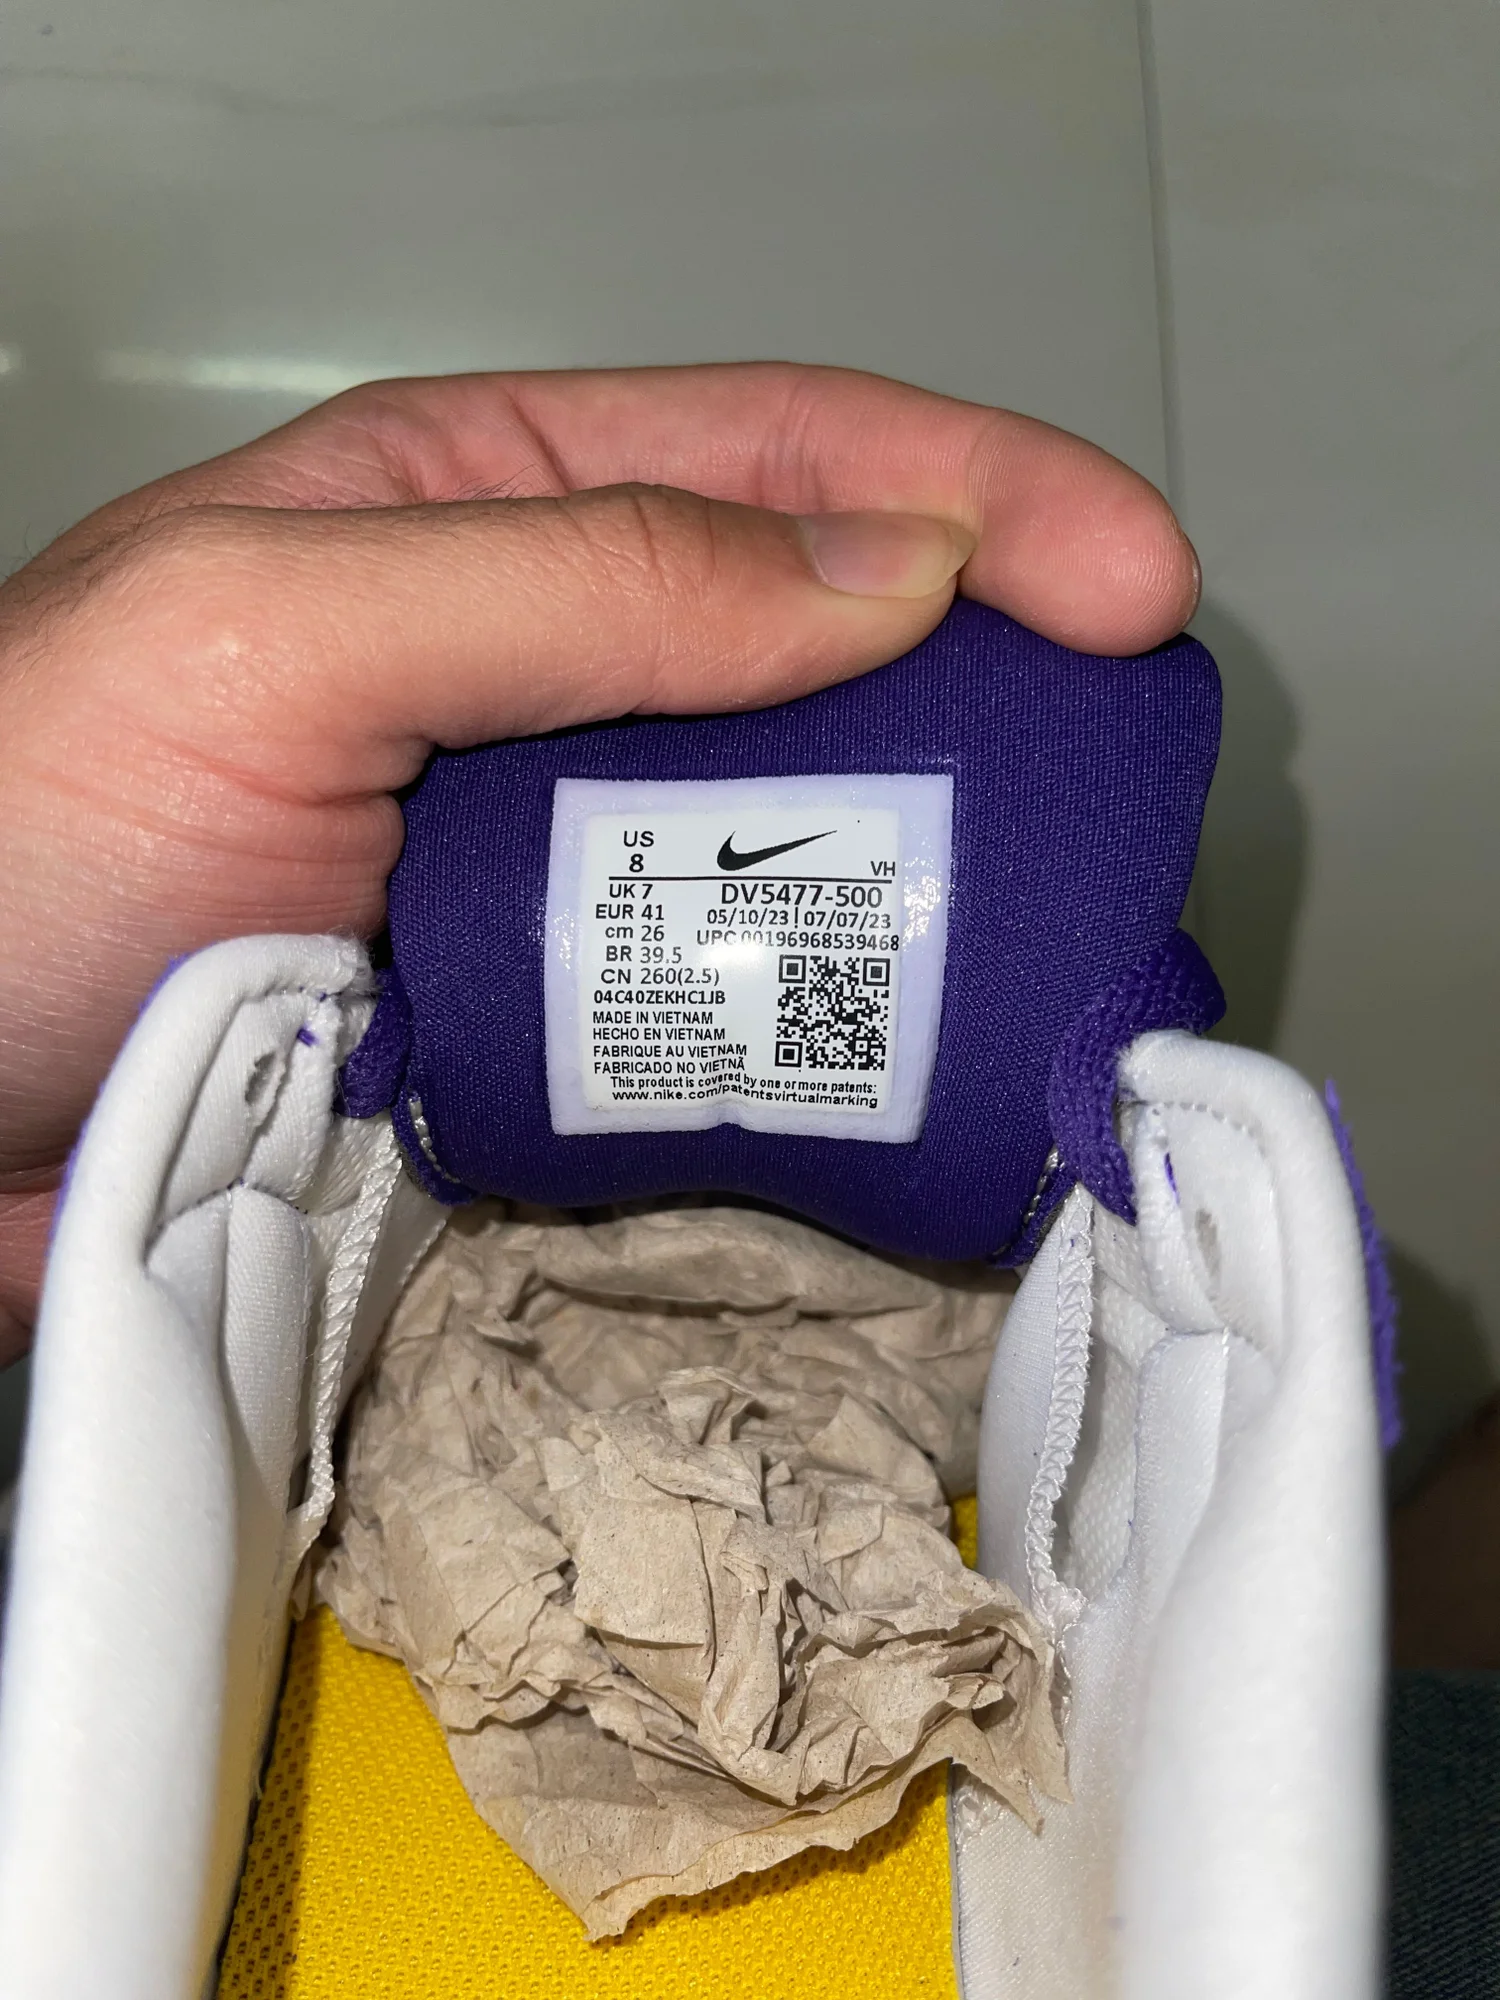 US
8
VH
UK 7
DV5477-500
EUR 41
05/10/23 | 07/07/23
cm 26
UPC 00196968539468
BR 39.5
CN 260(2.5)
04C40ZEKHC1JB
MADE IN VIETNAM
HECHO EN VIETNAM
FABRIQUE AU VIETNAM
FABRICADO NO VIETNÃ
This product is covered by one or more patents:
www.nike.com/patentsvirtualmarking